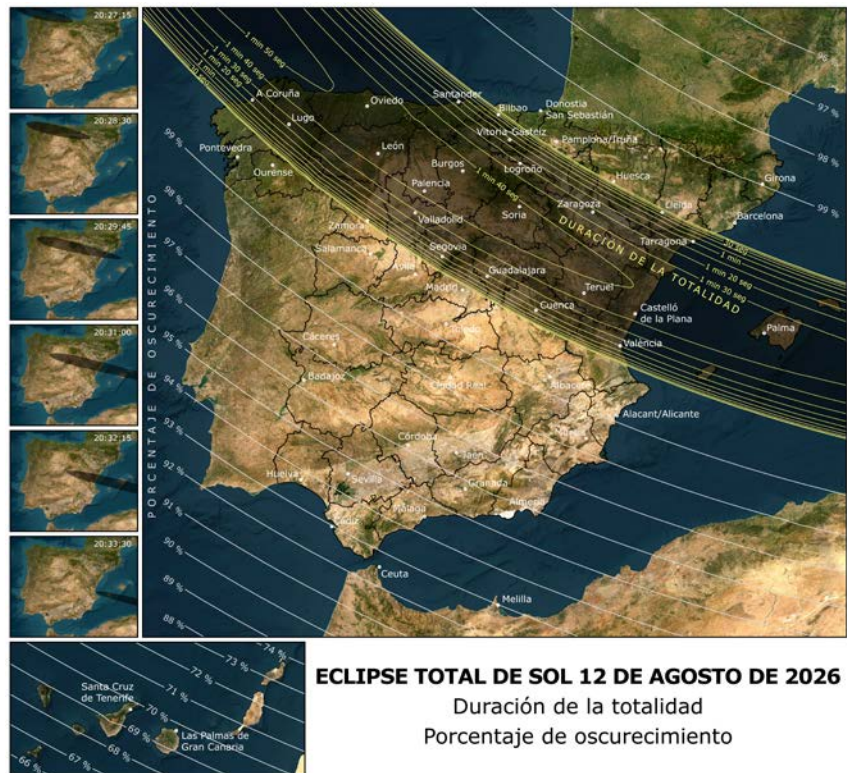 20:27:15
20:28:30
20:29:45
20:31:00
20:32:15
20:33:30
PORCENTAJE DE OSCURECIMIENTO
99 %
98 %
97 %
96 %
95 %
94 %
93 %
92 %
91 %
90 %
89 %
88 %
1 min 50 seg
1 min 40 seg
1 min 30 seg
1 min 20 seg
1 min
30 seg
96
97 %
98 %
99 %
A Coruña
Lugo
Oviedo
Santander
Bilbao
Donostia
San Sebastián
Vitoria-Gasteiz
Pamplona/Iruña
Pontevedra
Ourense
León
Burgos
Logroño
Huesca
Girona
Palencia
1 min 40 seg
Zaragoza
Lleida
Barcelona
Zamora
Valladolid
Soria
Tarragona
DURACIÓN DE LA TOTALIDAD
30 seg
1 min
1 min 20 seg
1 min 30 seg
Salamanca
Ávila
Segovia
Guadalajara
Madrid
Teruel
Cuenca
Castelló
de la Plana
Palma
Toledo
València
Cáceres
Badajoz
Ciudad Real
Albacete
Alacant/Alicante
Córdoba
Jaén
Huelva
Sevilla
Granada
Almería
Málaga
Cádiz
Ceuta
Melilla
74 %
73 %
72 %
71 %
70 %
69 %
68 %
67 %
66 %
Santa Cruz
de Tenerife
Las Palmas de
Gran Canaria
ECLIPSE TOTAL DE SOL 12 DE AGOSTO DE 2026
Duración de la totalidad
Porcentaje de oscurecimiento